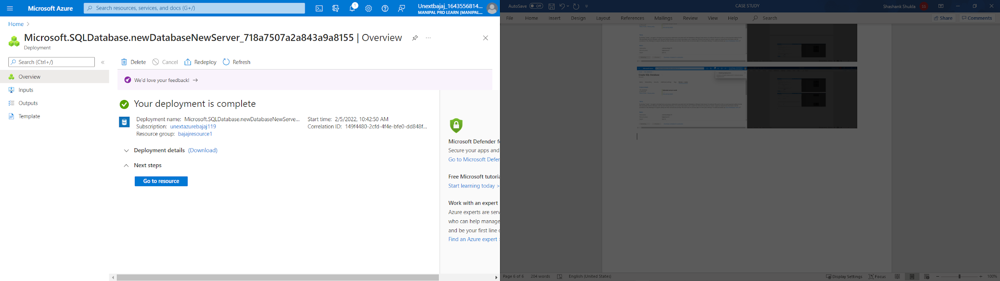 Microsoft Azure
Search resources, services, and docs (G+/)
1
Unextbajaj_1643556814...
MANIPAL PRO LEARN (MANIPAL...
Home
Microsoft.SQLDatabase.newDatabaseNewServer_718a7507a2a843a9a8155 | Overview
Deployment
Search (Ctrl+/)
«
Delete
Cancel
Redeploy
Refresh
Overview
Inputs
Outputs
Template
We'd love your feedback! →
Your deployment is complete
Deployment name: Microsoft.SQLDatabase.newDatabaseNewServe...
Subscription: unextazurebajaj119
Resource group: bajajresource1
Start time: 2/5/2022, 10:42:50 AM
Correlation ID: 149f4480-2cfd-4f4e-bfe0-dd848f...
Deployment details (Download)
Next steps
Go to resource
Microsoft Defender fo
Secure your apps and
Go to Microsoft Defer
Free Microsoft tutoria
Start learning today >
Work with an expert
Azure experts are serv
who can help manage
and be your first line o
Find an Azure expert >
AutoSave Off
CASE STUDY
Shashank Shukla SS
File Home Insert Design Layout References Mailings Review View Help Search
Share
Comments
Microsoft Azure
Create SQL Database
Page 6 of 6 204 words English (United States)
Display Settings Focus
100%